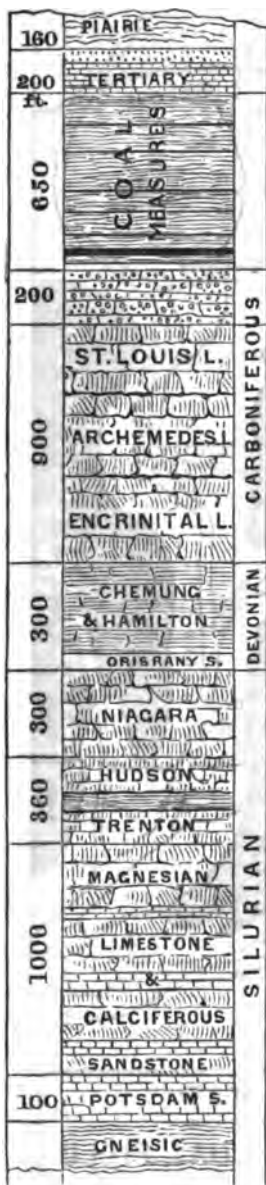 PIAIRIE
160
TERTIARY
200
ft.
COAL
MEASURES
650
200
ST. LOUIS L.
ARCHEMEDES L
900
ENCRINITAL L.
CARBONIFEROUS
CHEMUNG
& HAMILTON
300
ORISRANY S.
DEVONIAN
NIAGARA
300
HUDSON
360
TRENTON
MAGNESIAN
LIMESTONE
1000
&
CALCIFEROUS
SANDSTONE
SILURIAN
100
POTSDAM S.
GNEISIC